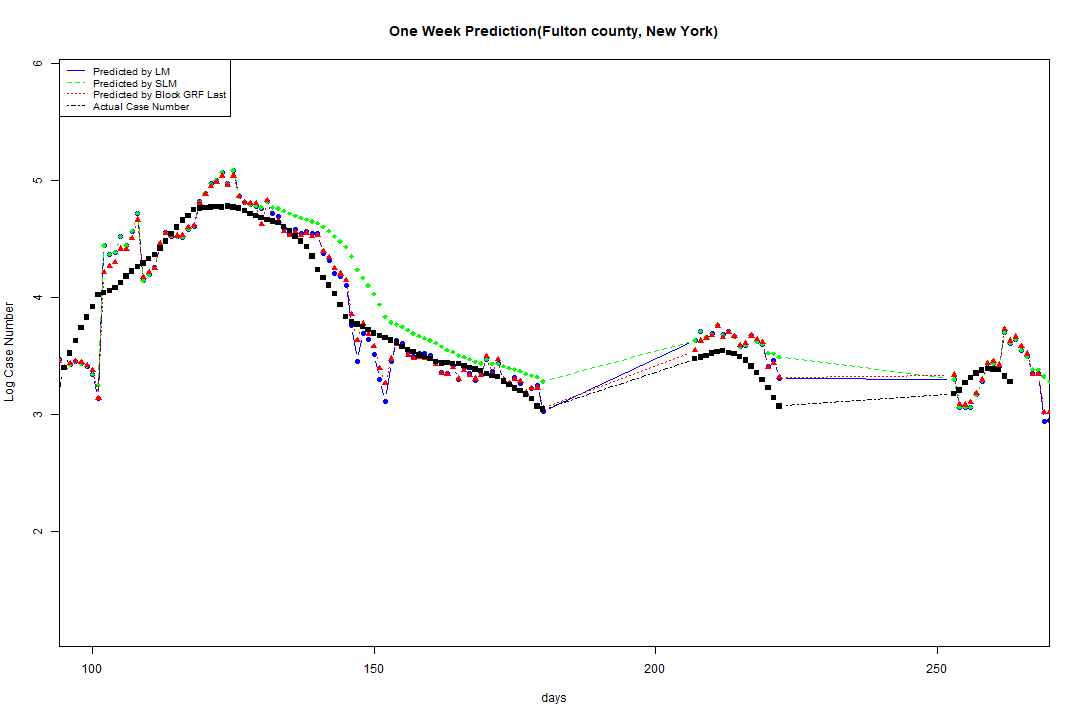 One Week Prediction(Fulton county, New York)
Predicted by LM
Predicted by SLM
Predicted by Block GRF Last
Actual Case Number
Log Case Number
6
5
4
3
2
100 150 200 250
days